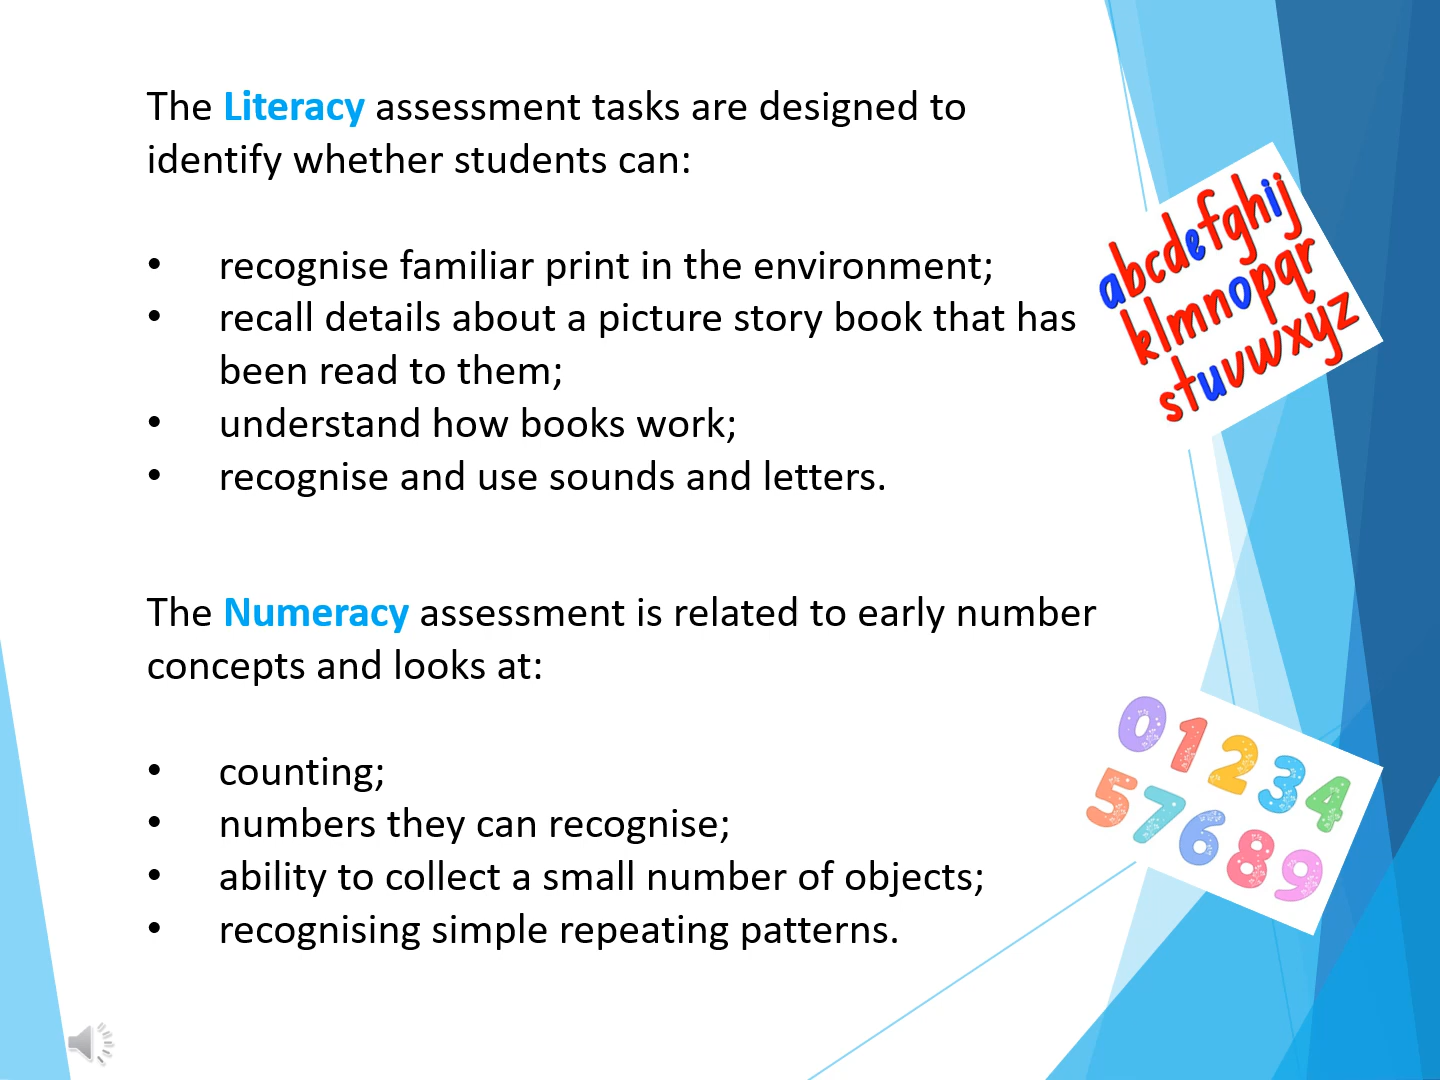 The Literacy assessment tasks are designed to
identify whether students can:
• recognise familiar print in the environment;
• recall details about a picture story book that has
been read to them;
• understand how books work;
• recognise and use sounds and letters.
abcdefghij
klmnopqr
stuvwxyz
The Numeracy assessment is related to early number
concepts and looks at:
• counting;
• numbers they can recognise;
• ability to collect a small number of objects;
• recognising simple repeating patterns.
01234
57689